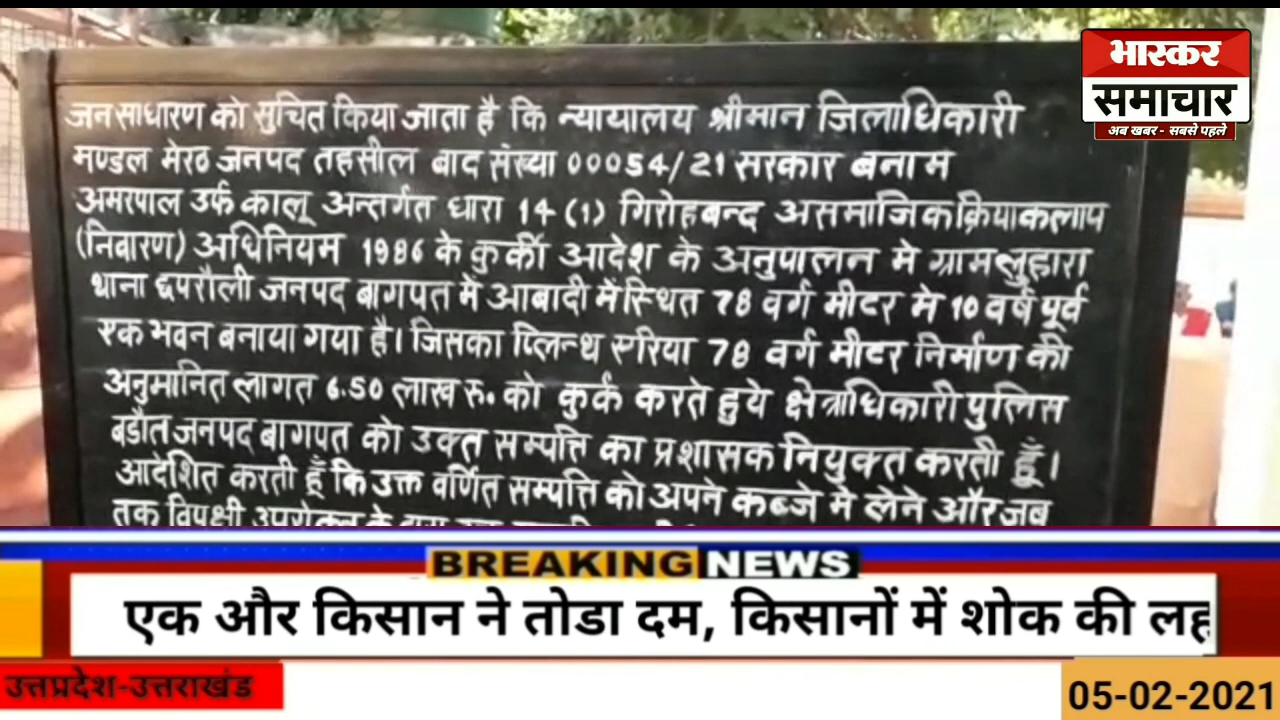 भास्कर
समाचार
अब खबर - सबसे पहले
जनसाधारण को सुचित किया जाता है कि न्यायालय श्रीमान जिलाधिकारी
मण्डल मेरठ जनपद तहसील बाद संख्या 00054/21 सरकार बनाम
अमरपाल उर्फ कालू अन्तर्गत धारा 14 (1) गिरोहबन्द असमाजिक क्रियाकलाप
(निवारण) अधिनियम 1986 के कुर्की आदेश के अनुपालन मे ग्राम लुहारा
थाना छपरौली जनपद बागपत मैं आबादी मैं स्थित 78 वर्ग मीटर मे 10 वर्ष पूर्व
एक भवन बनाया गया है। जिसका प्लिन्थ एरिया 78 वर्ग मीटर निर्माण की
अनुमानित लागत 6.50 लाख रु. को कुर्क करते हुये क्षेत्राधिकारी पुलिस
बडौत जनपद बागपत को उक्त सम्पत्ति का प्रशासक नियुक्त करती हूँ।
आदेशित करती हूँ कि उक्त वर्णित सम्पत्ति को अपने कब्जे मे लेने और जब
तक विपक्षी उपरोक्त के द्वारा
BREAKING NEWS
एक और किसान ने तोडा दम, किसानों में शोक की लह
उत्तप्रदेश-उत्तराखंड
05-02-2021